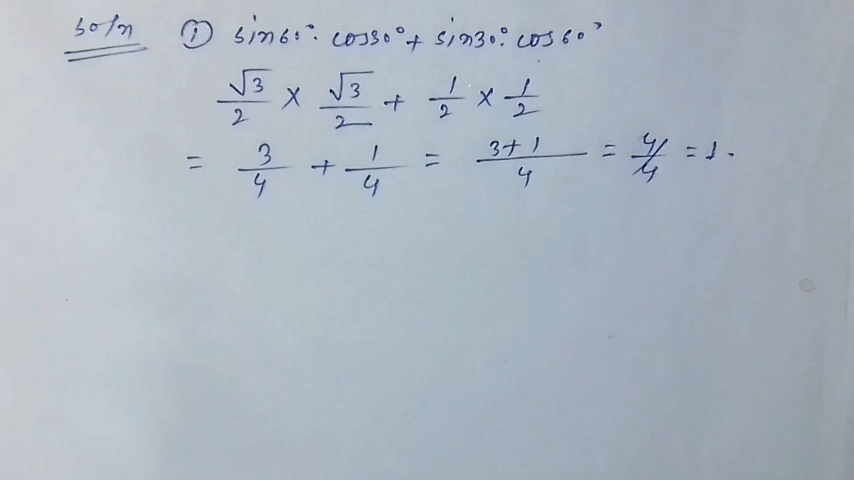 Soln ① sin60°. cos30° + sin30°. cos60°
√3/2 × √3/2 + 1/2 × 1/2
= 3/4 + 1/4 = 3+1/4 = 4/4 = 1.